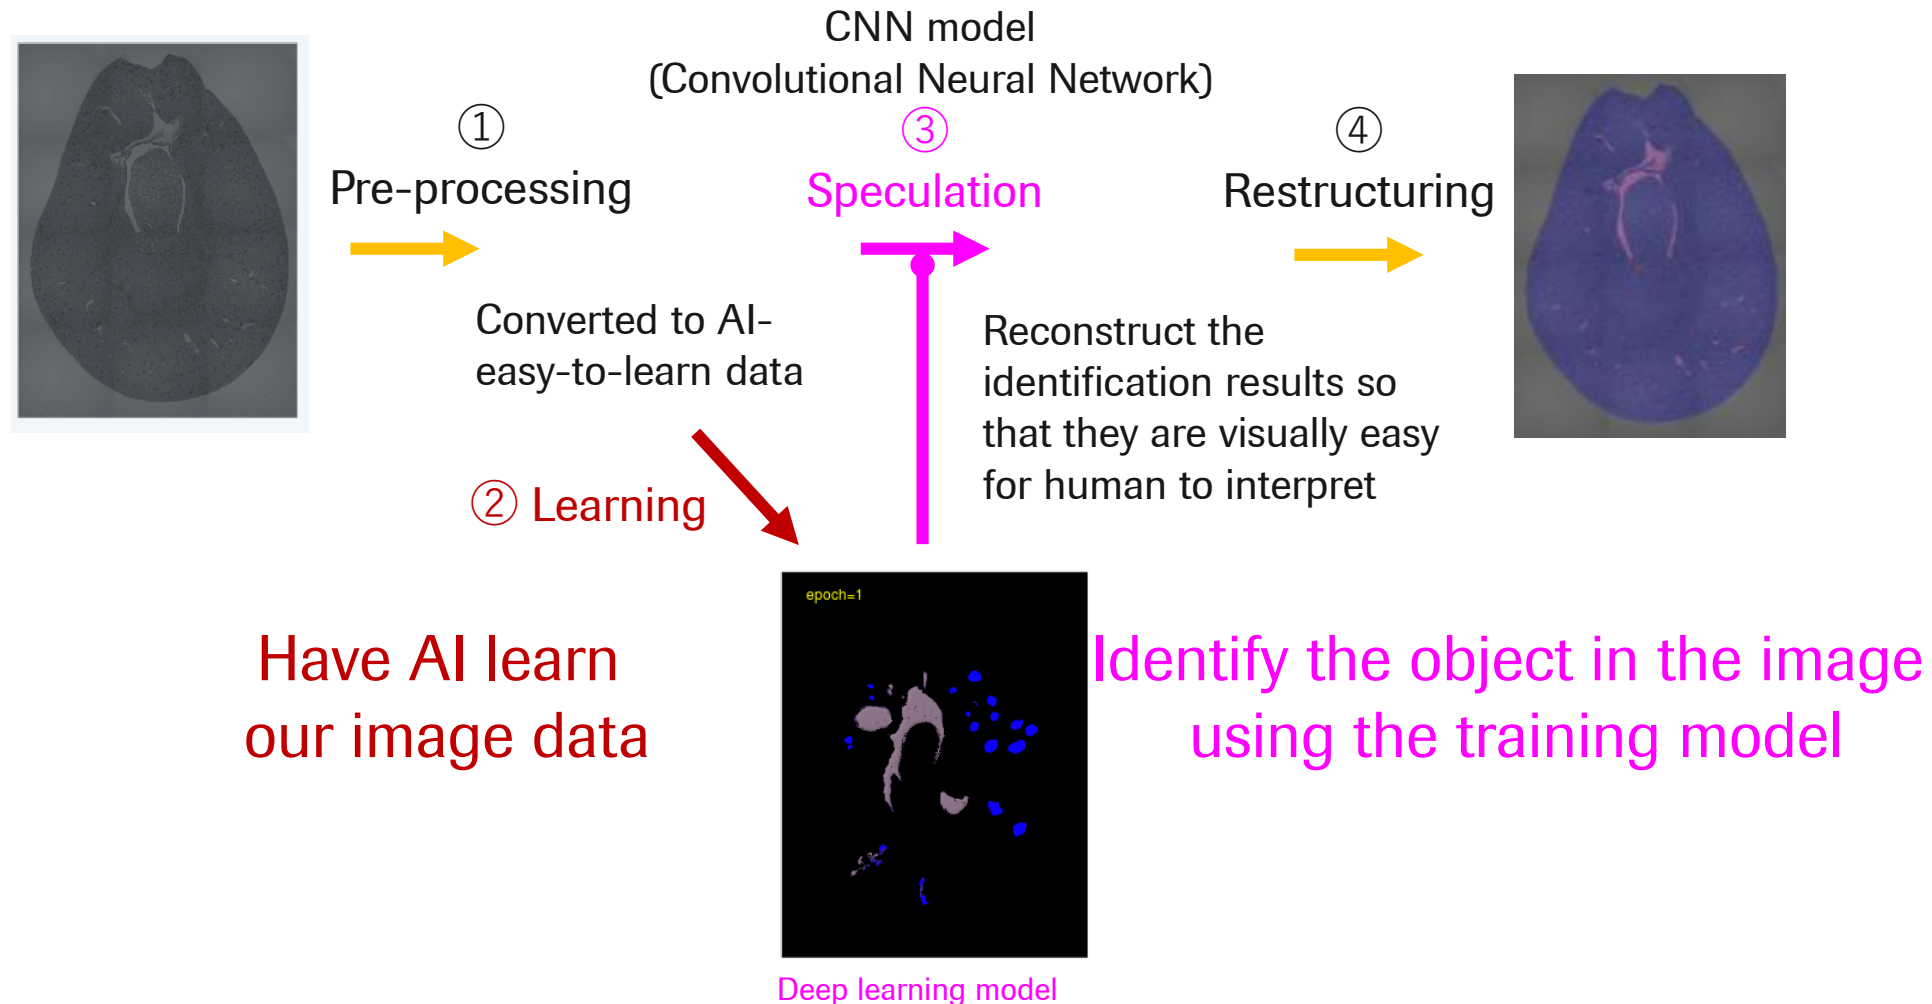 CNN model
(Convolutional Neural Network)
①
Pre-processing
③
Speculation
④
Restructuring
Converted to AI-
easy-to-learn data
Reconstruct the
identification results so
that they are visually easy
for human to interpret
② Learning
epoch=1
Have AI learn
our image data
Identify the object in the image
using the training model
Deep learning model